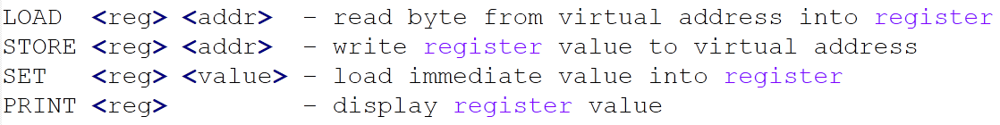 LOAD  <reg> <addr>  – read byte from virtual address into register
STORE <reg> <addr>  – write register value to virtual address
SET   <reg> <value> – load immediate value into register
PRINT <reg>         – display register value